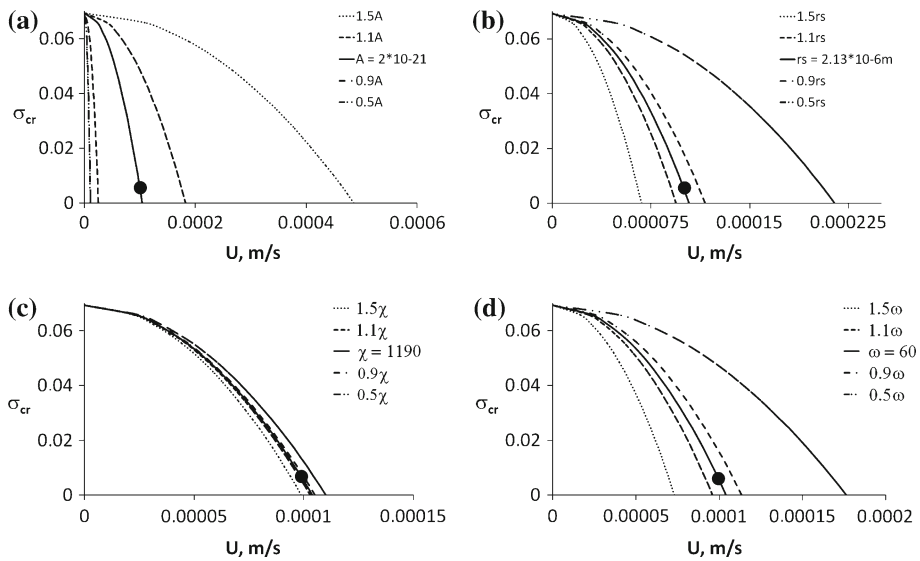 (a)
1.5A
1.1A
A = 2*10-21
0.9A
0.5A
0.06
0.04
σcr
0.02
0
0 0.0002 0.0004 0.0006
U, m/s
(b)
1.5rs
1.1rs
rs = 2.13*10-6m
0.9rs
0.5rs
0.06
0.04
σcr
0.02
0
0 0.000075 0.00015 0.000225
U, m/s
(c)
1.5χ
1.1χ
χ = 1190
0.9χ
0.5χ
0.06
0.04
σcr
0.02
0
0 0.00005 0.0001 0.00015
U, m/s
(d)
1.5ω
1.1ω
ω = 60
0.9ω
0.5ω
0.06
0.04
σcr
0.02
0
0 0.00005 0.0001 0.00015 0.0002
U, m/s